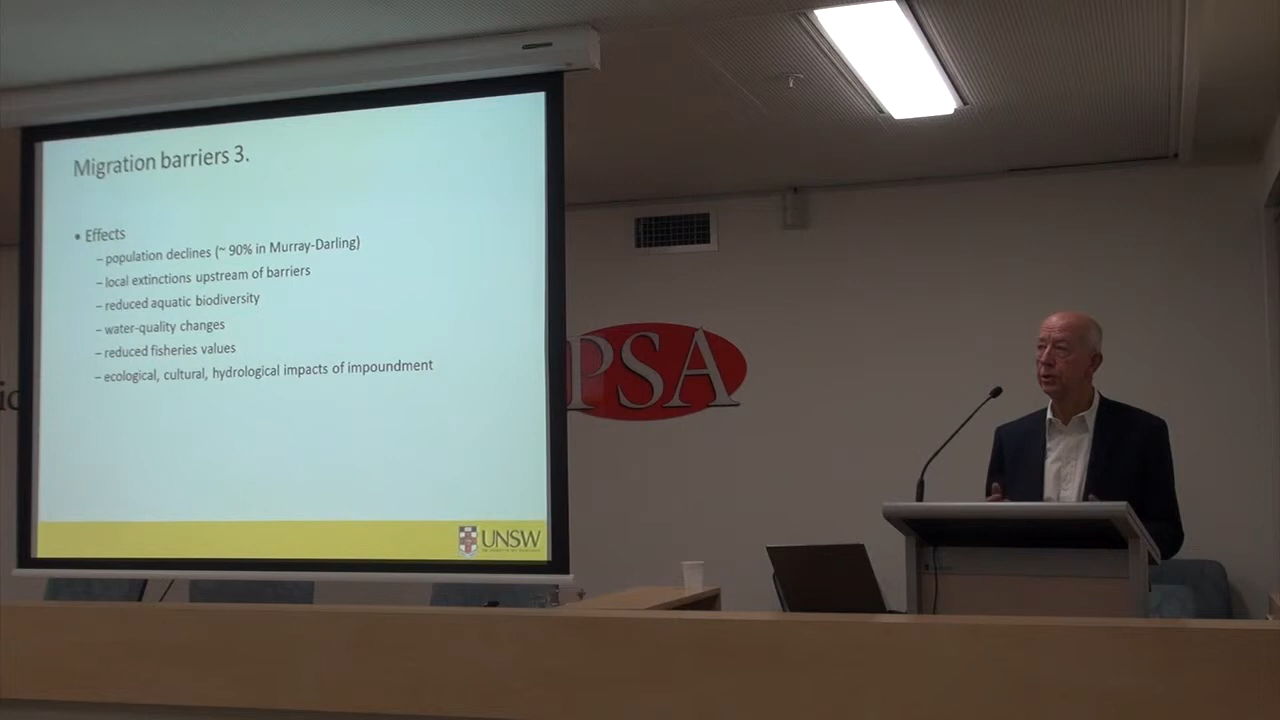 Migration barriers 3.
• Effects
– population declines (~ 90% in Murray-Darling)
– local extinctions upstream of barriers
– reduced aquatic biodiversity
– water-quality changes
– reduced fisheries values
– ecological, cultural, hydrological impacts of impoundment
UNSW
PSA